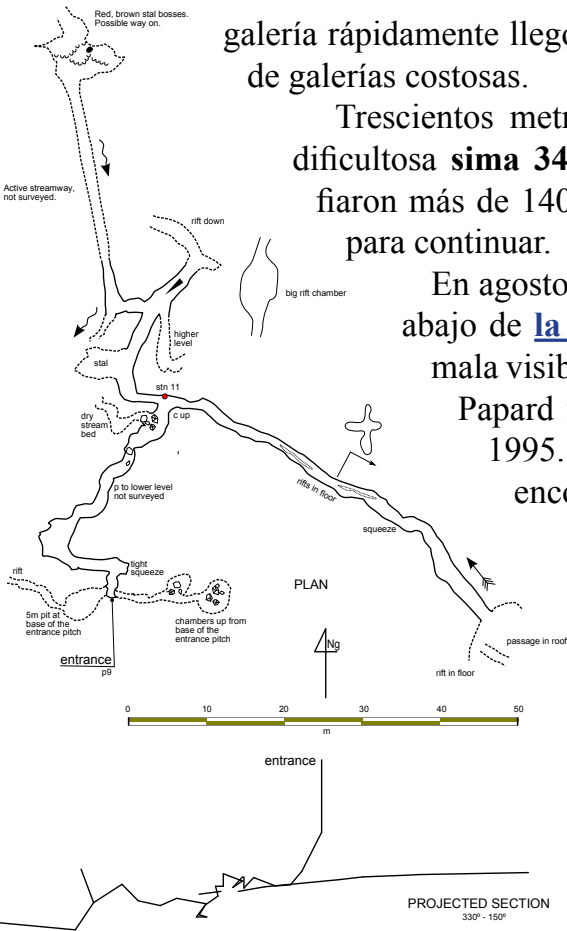 galería rápidamente llegó
de galerías costosas.
Trescientos metr
dificultosa sima 34
fiaron más de 140
para continuar.
En agosto
abajo de la
mala visib
Papard
1995.
enco
Red, brown stal bosses.
Possible way on.
Active streamway,
not surveyed.
rift down
big rift chamber
higher
level
stal
stn 11
c up
dry
stream
bed
p to lower level
not surveyed
rifts in floor
squeeze
rift
tight
squeeze
5m pit at
base of the
entrance pitch
chambers up from
base of the
entrance pitch
entrance
p9
PLAN
Ng
passage in roof
rift in floor
0 10 20 30 40 50
m
entrance
PROJECTED SECTION
330º - 150º